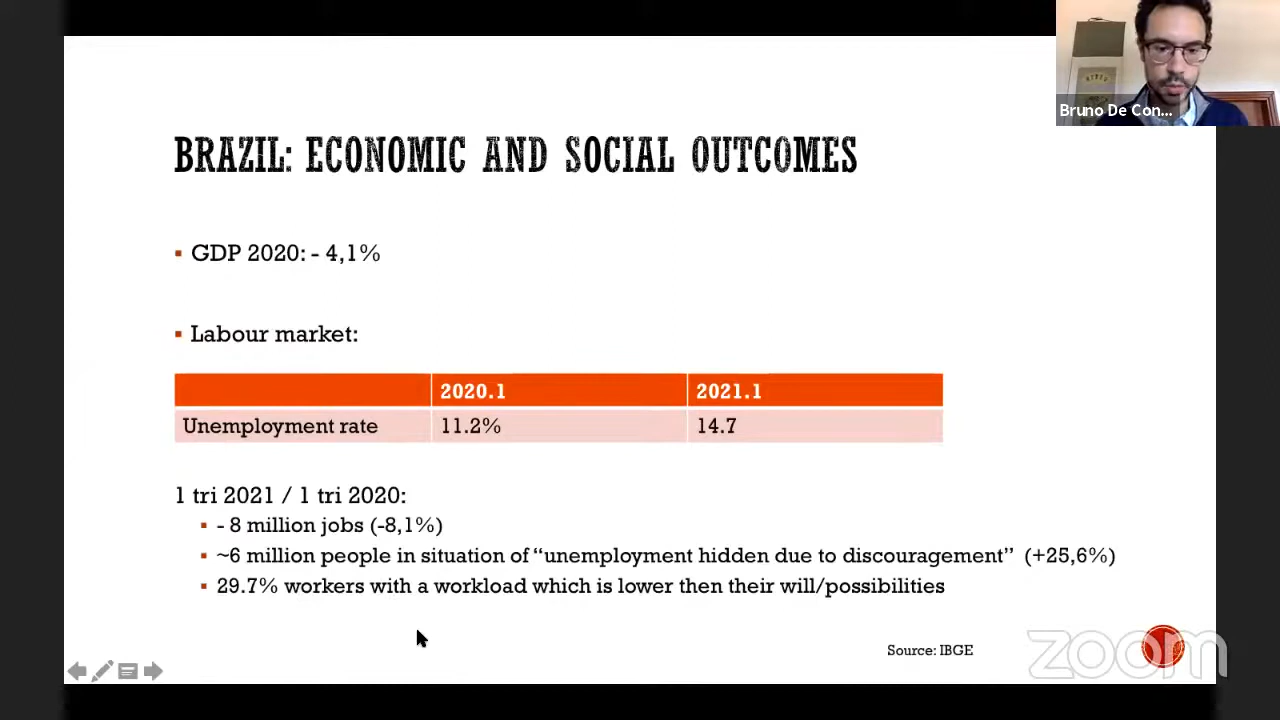 Bruno De Con...
BRAZIL: ECONOMIC AND SOCIAL OUTCOMES
▪ GDP 2020: - 4,1%
▪ Labour market:
2020.1 2021.1
Unemployment rate 11.2% 14.7
1 tri 2021 / 1 tri 2020:
▪ - 8 million jobs (-8,1%)
▪ ~6 million people in situation of “unemployment hidden due to discouragement” (+25,6%)
▪ 29.7% workers with a workload which is lower then their will/possibilities
Source: IBGE
zoom